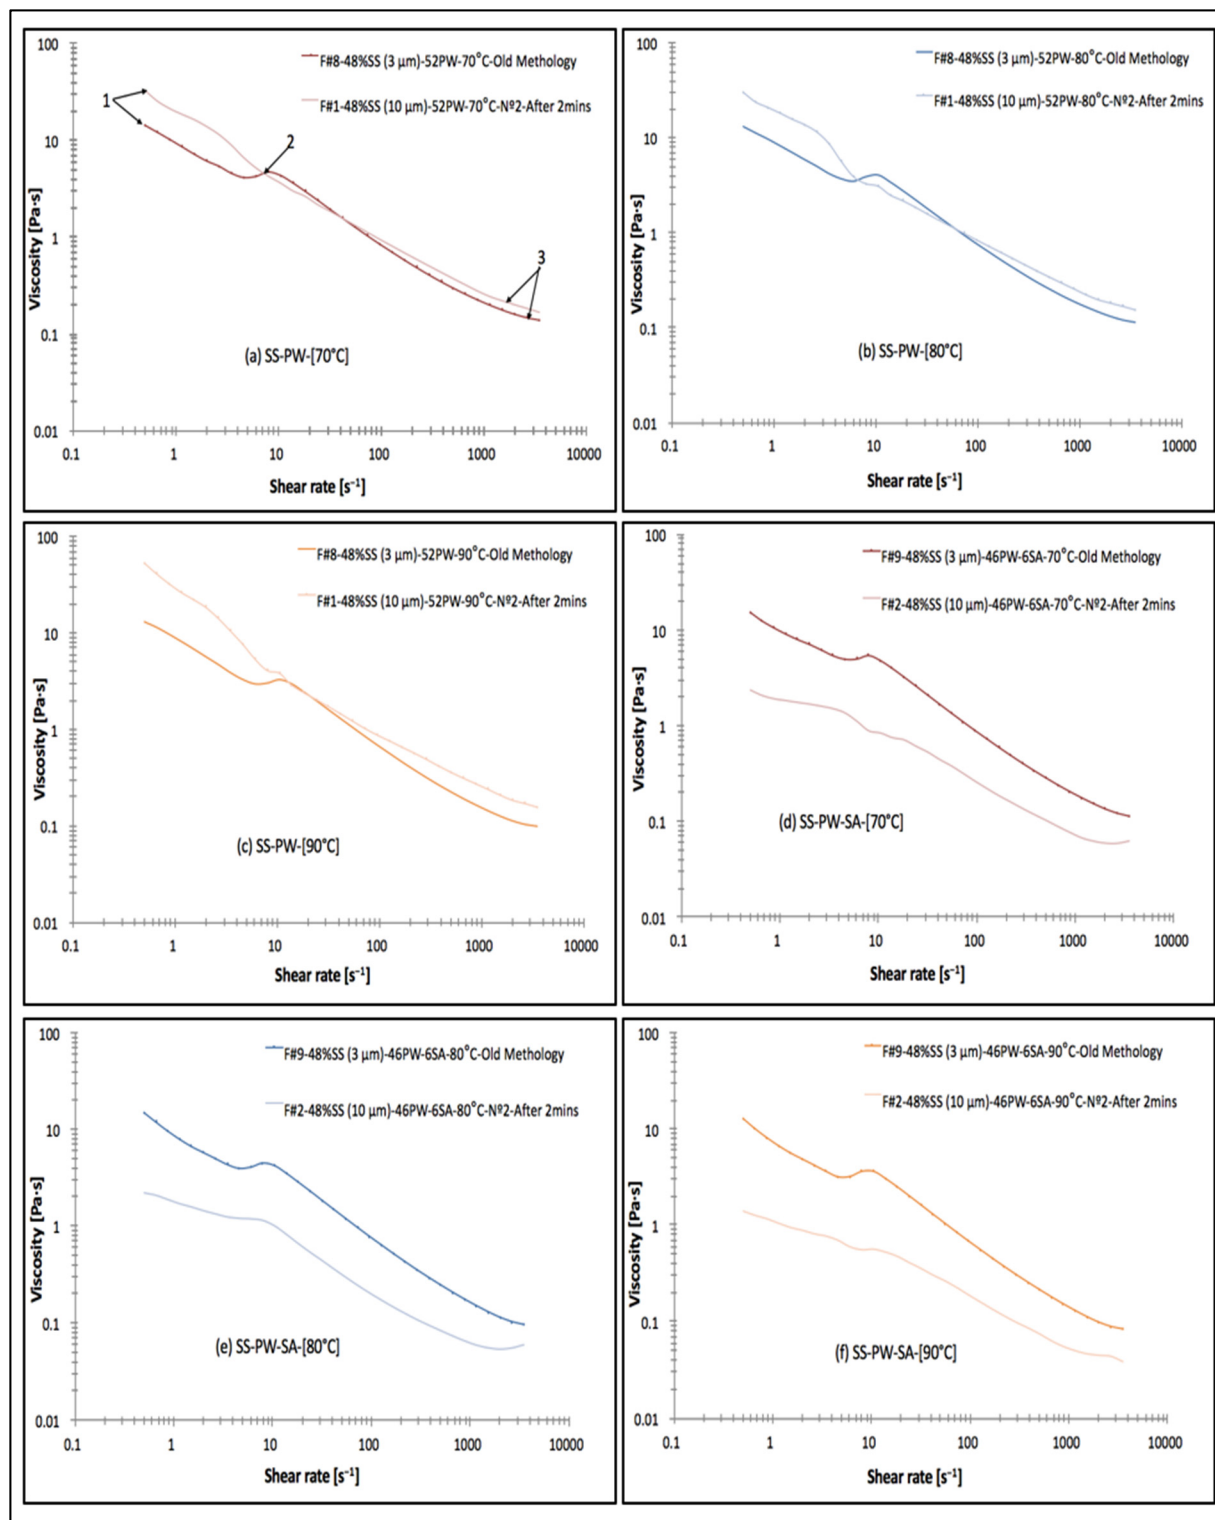 100
10
1
0.1
0.01
0.1
1
10
100
1000
10000
Viscosity [Pa·s]
Shear rate [s⁻¹]
F#8-48%SS (3 µm)-52PW-70°C-Old Methology
F#1-48%SS (10 µm)-52PW-70°C-Nº2-After 2mins
1
2
3
(a) SS-PW-[70°C]
100
10
1
0.1
0.01
0.1
1
10
100
1000
10000
Viscosity [Pa·s]
Shear rate [s⁻¹]
F#8-48%SS (3 µm)-52PW-80°C-Old Methology
F#1-48%SS (10 µm)-52PW-80°C-Nº2-After 2mins
(b) SS-PW-[80°C]
100
10
1
0.1
0.01
0.1
1
10
100
1000
10000
Viscosity [Pa·s]
Shear rate [s⁻¹]
F#8-48%SS (3 µm)-52PW-90°C-Old Methology
F#1-48%SS (10 µm)-52PW-90°C-Nº2-After 2mins
(c) SS-PW-[90°C]
100
10
1
0.1
0.01
0.1
1
10
100
1000
10000
Viscosity [Pa·s]
Shear rate [s⁻¹]
F#9-48%SS (3 µm)-46PW-6SA-70°C-Old Methology
F#2-48%SS (10 µm)-46PW-6SA-70°C-Nº2-After 2mins
(d) SS-PW-SA-[70°C]
100
10
1
0.1
0.01
0.1
1
10
100
1000
10000
Viscosity [Pa·s]
Shear rate [s⁻¹]
F#9-48%SS (3 µm)-46PW-6SA-80°C-Old Methology
F#2-48%SS (10 µm)-46PW-6SA-80°C-Nº2-After 2mins
(e) SS-PW-SA-[80°C]
100
10
1
0.1
0.01
0.1
1
10
100
1000
10000
Viscosity [Pa·s]
Shear rate [s⁻¹]
F#9-48%SS (3 µm)-46PW-6SA-90°C-Old Methology
F#2-48%SS (10 µm)-46PW-6SA-90°C-Nº2-After 2mins
(f) SS-PW-SA-[90°C]